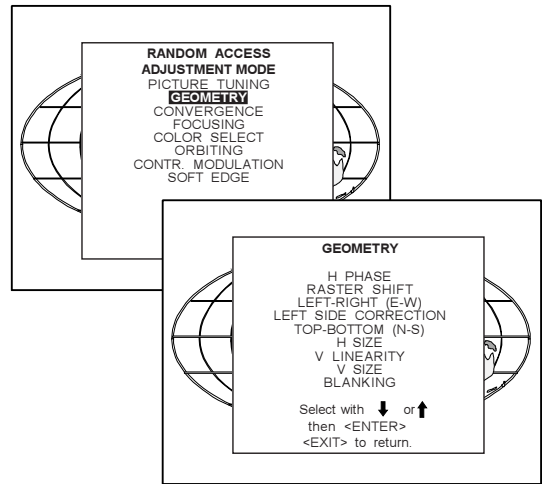 RANDOM ACCESS
ADJUSTMENT MODE
PICTURE TUNING
GEOMETRY
CONVERGENCE
FOCUSING
COLOR SELECT
ORBITING
CONTR. MODULATION
SOFT EDGE
GEOMETRY
H PHASE
RASTER SHIFT
LEFT-RIGHT (E-W)
LEFT SIDE CORRECTION
TOP-BOTTOM (N-S)
H SIZE
V LINEARITY
V SIZE
BLANKING
Select with ↓ or ↑
then <ENTER>
<EXIT> to return.